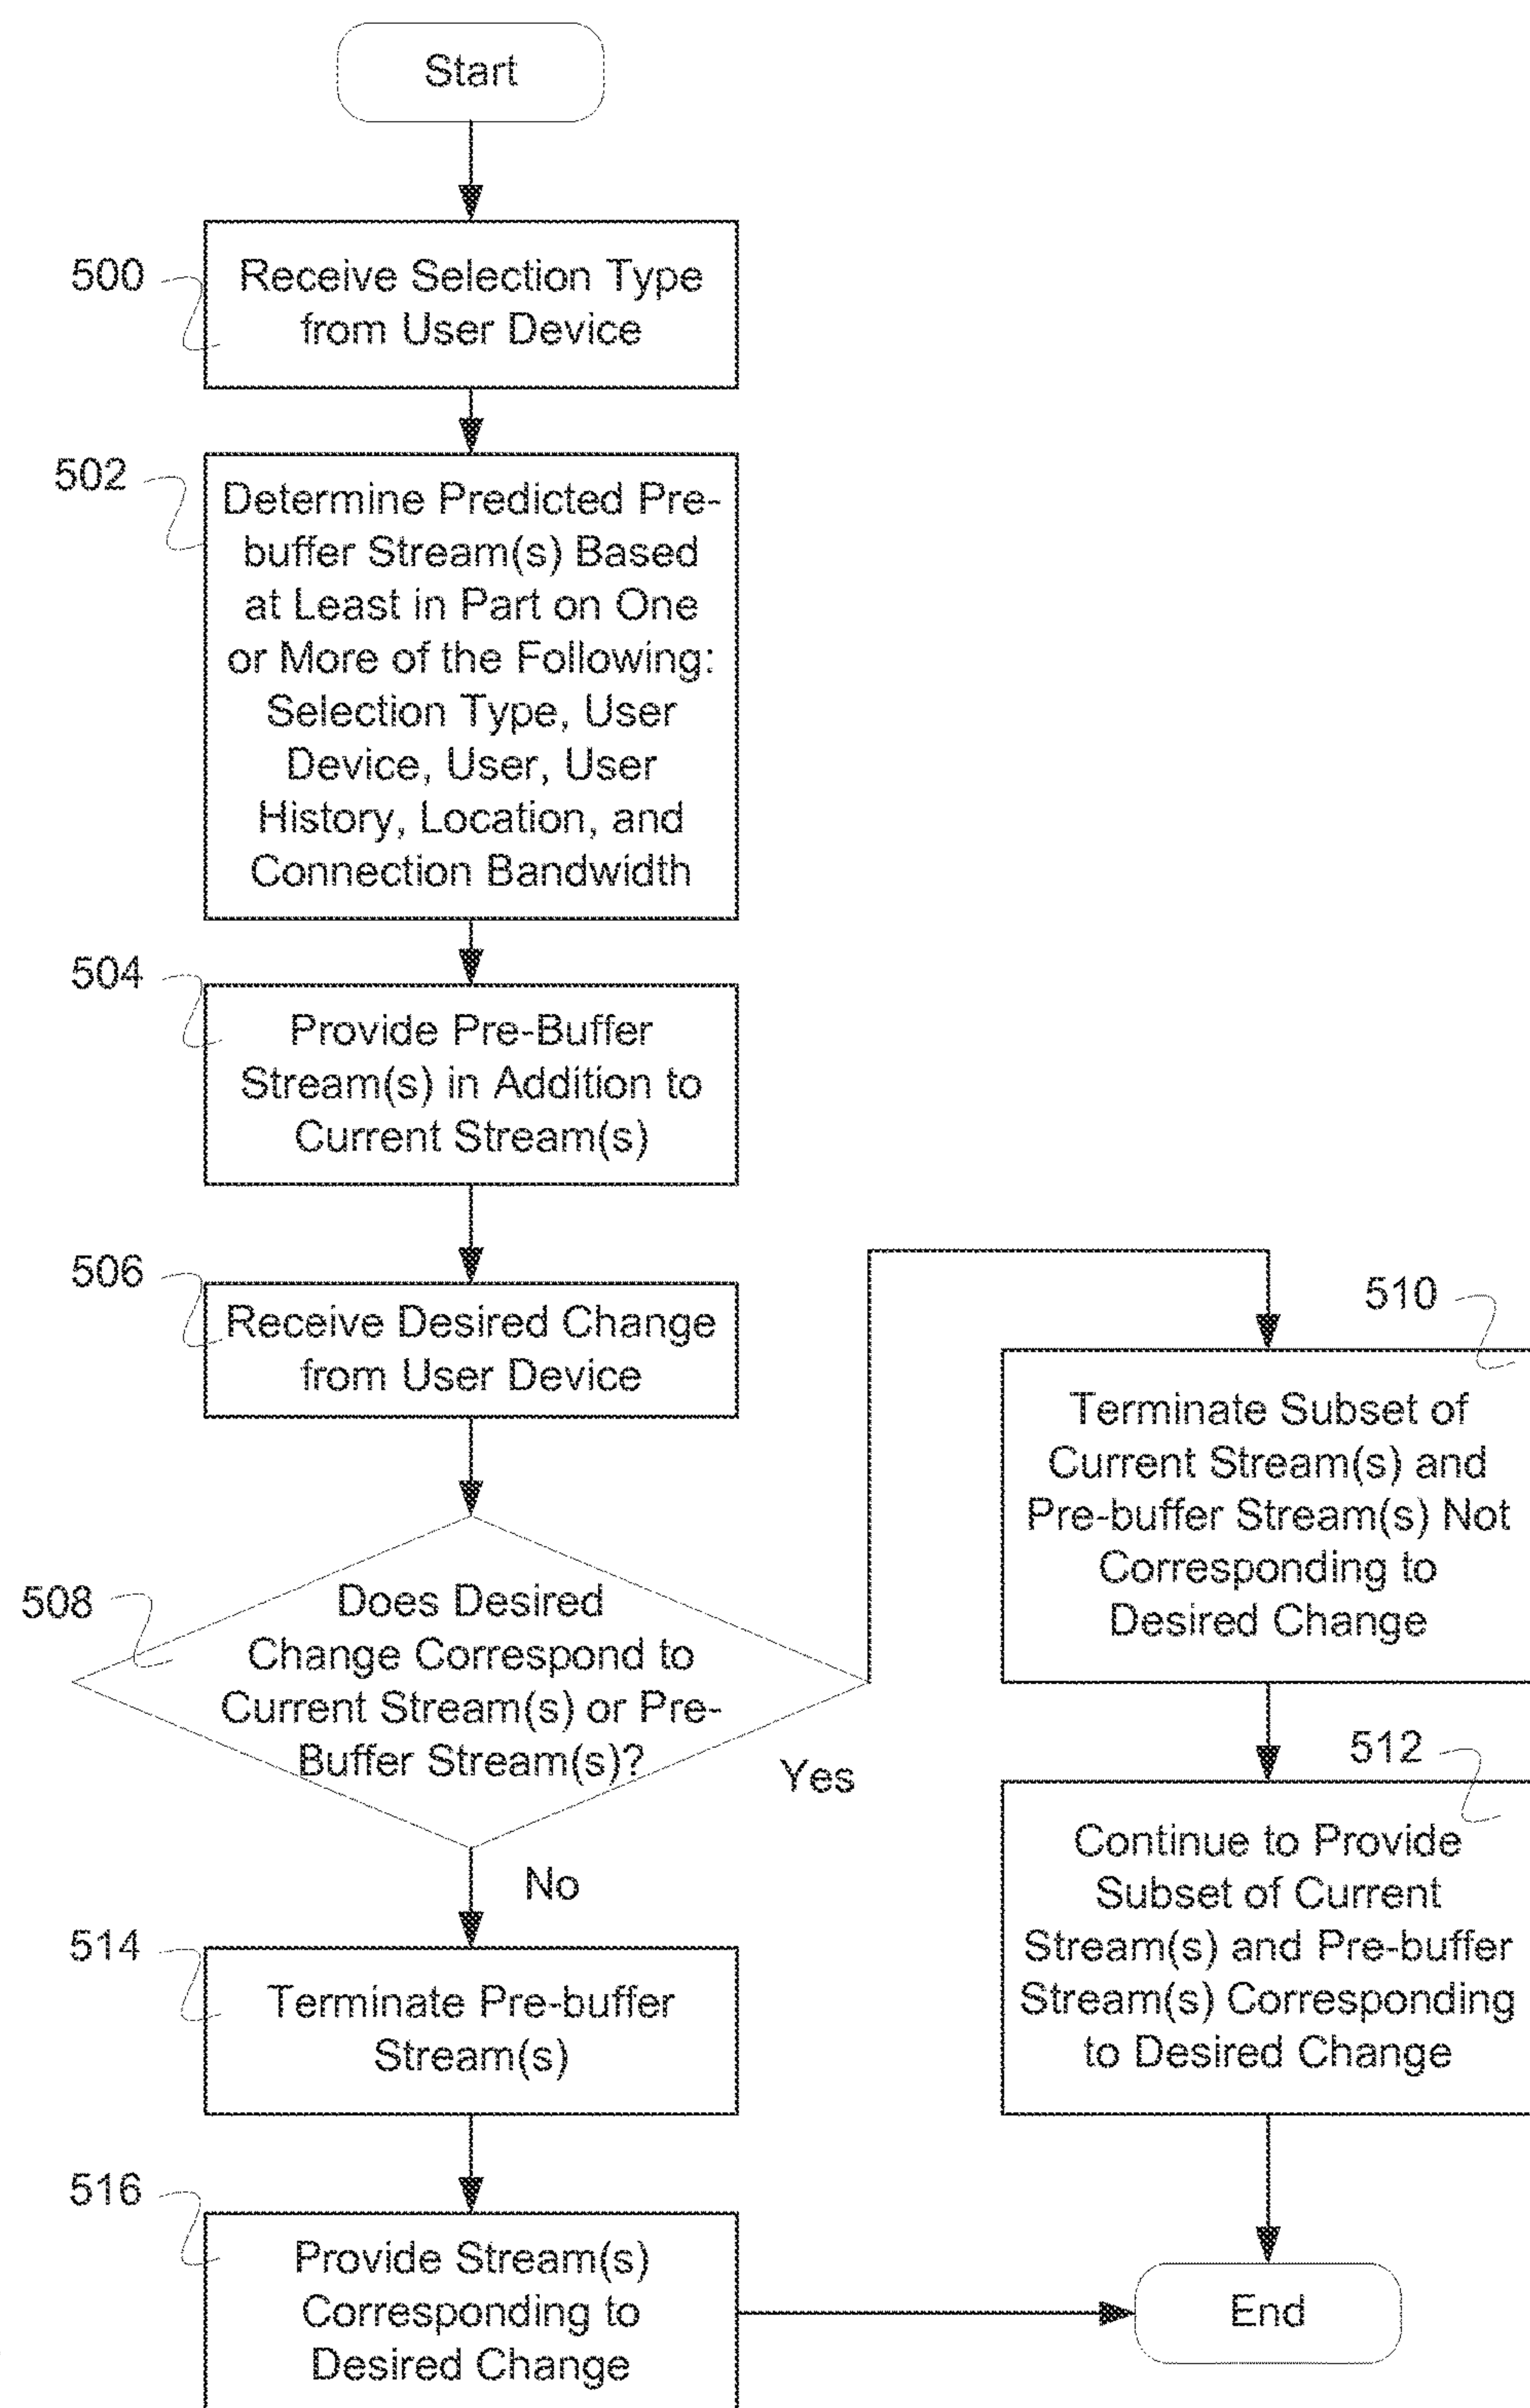 Start
500
Receive Selection Type
from User Device
502
Determine Predicted Pre-
buffer Stream(s) Based
at Least in Part on One
or More of the Following:
Selection Type, User
Device, User, User
History, Location, and
Connection Bandwidth
504
Provide Pre-Buffer
Stream(s) in Addition to
Current Stream(s)
506
Receive Desired Change
from User Device
508
Does Desired
Change Correspond to
Current Stream(s) or Pre-
Buffer Stream(s)?
Yes
No
510
Terminate Subset of
Current Stream(s) and
Pre-buffer Stream(s) Not
Corresponding to
Desired Change
512
Continue to Provide
Subset of Current
Stream(s) and Pre-buffer
Stream(s) Corresponding
to Desired Change
514
Terminate Pre-buffer
Stream(s)
516
Provide Stream(s)
Corresponding to
Desired Change
End